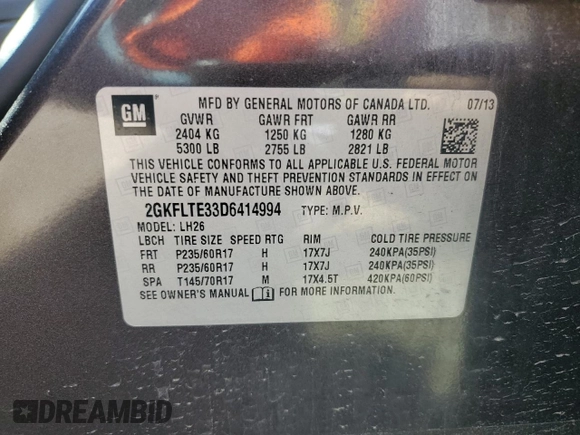 GM
MFD BY GENERAL MOTORS OF CANADA LTD. 07/13
GVWR GAWR FRT GAWR RR
2404 KG 1250 KG 1280 KG
5300 LB 2755 LB 2821 LB
THIS VEHICLE CONFORMS TO ALL APPLICABLE U.S. FEDERAL MOTOR
VEHICLE SAFETY AND THEFT PREVENTION STANDARDS IN EFFECT ON
THE DATE OF MANUFACTURE SHOWN ABOVE.
2GKFLTE33D6414994 TYPE: M.P.V.
MODEL: LH26
LBCH TIRE SIZE SPEED RTG RIM COLD TIRE PRESSURE
FRT P235/60R17 H 17X7J 240KPA(35PSI)
RR P235/60R17 H 17X7J 240KPA(35PSI)
SPA T145/70R17 M 17X4.5T 420KPA(60PSI)
SEE OWNER'S MANUAL FOR MORE INFORMATION.
DREAMBID